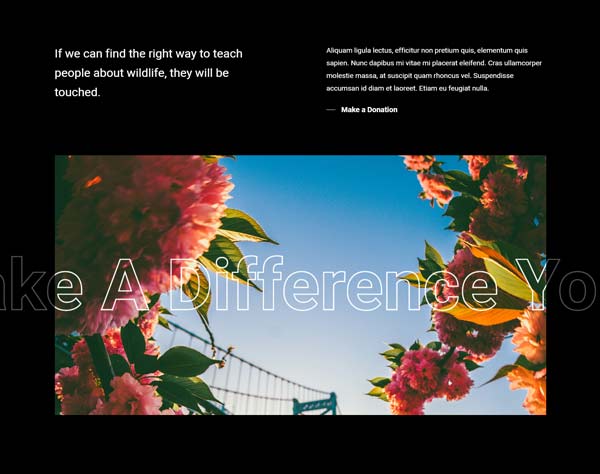 If we can find the right way to teach
people about wildlife, they will be
touched.
Aliquam ligula lectus, efficitur non pretium quis, elementum quis
sapien. Nunc dapibus mi vitae mi placerat eleifend. Cras ullamcorper
molestie massa, at suscipit quam rhoncus vel. Suspendisse
accumsan id diam et laoreet. Etiam eu feugiat nulla.
Make a Donation
ake A Difference Yo